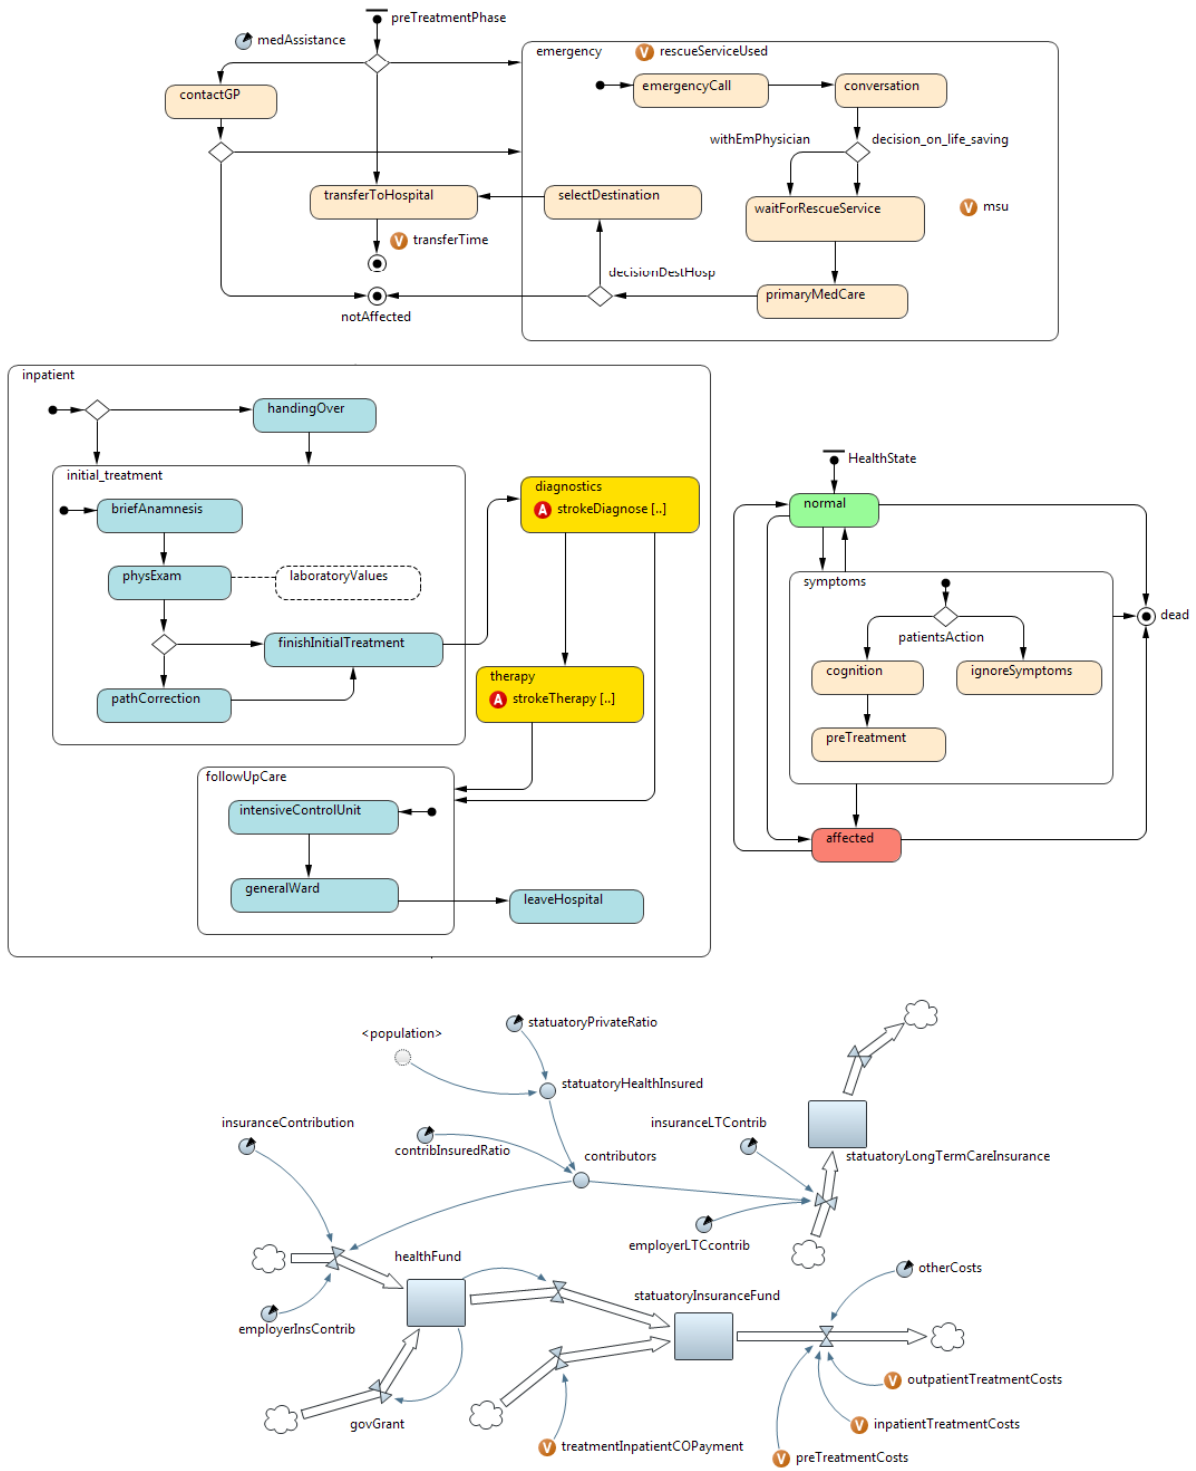 preTreatmentPhase
medAssistance
emergency
V rescueServiceUsed
contactGP
emergencyCall
conversation
withEmPhysician
decision_on_life_saving
transferToHospital
selectDestination
waitForRescueService
V msu
V transferTime
decisionDestHosp
primaryMedCare
notAffected
inpatient
handingOver
initial_treatment
briefAnamnesis
physExam
laboratoryValues
finishInitialTreatment
pathCorrection
diagnostics
A strokeDiagnose [..]
therapy
A strokeTherapy [..]
followUpCare
intensiveControlUnit
generalWard
leaveHospital
HealthState
normal
symptoms
patientsAction
cognition
ignoreSymptoms
preTreatment
dead
affected
statuatoryPrivateRatio
<population>
statuatoryHealthInsured
insuranceContribution
contribInsuredRatio
contributors
insuranceLTContrib
statuatoryLongTermCareInsurance
employerLTCcontrib
healthFund
otherCosts
statuatoryInsuranceFund
employerInsContrib
govGrant
V outpatientTreatmentCosts
V inpatientTreatmentCosts
V treatmentInpatientCOPayment
V preTreatmentCosts